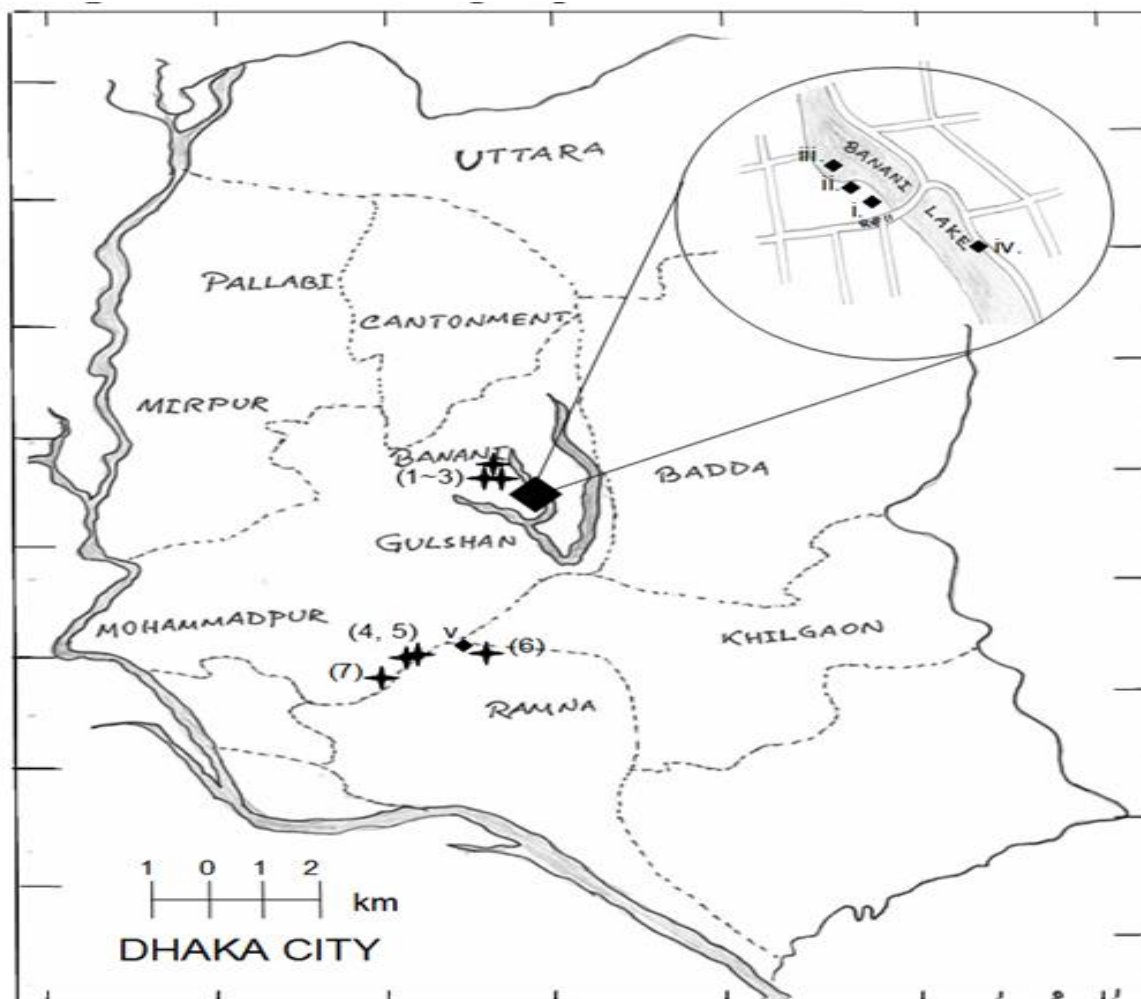 UTTARA
BANANI
LAKE
iii.
ii.
i.
iv.
PALLABI
CANTONMENT
MIRPUR
BANANI
(1~3)
BADDA
GULSHAN
MOHAMMADPUR
(4, 5)
v.
(6)
(7)
KHILGAON
RAMNA
1 0 1 2
km
DHAKA CITY